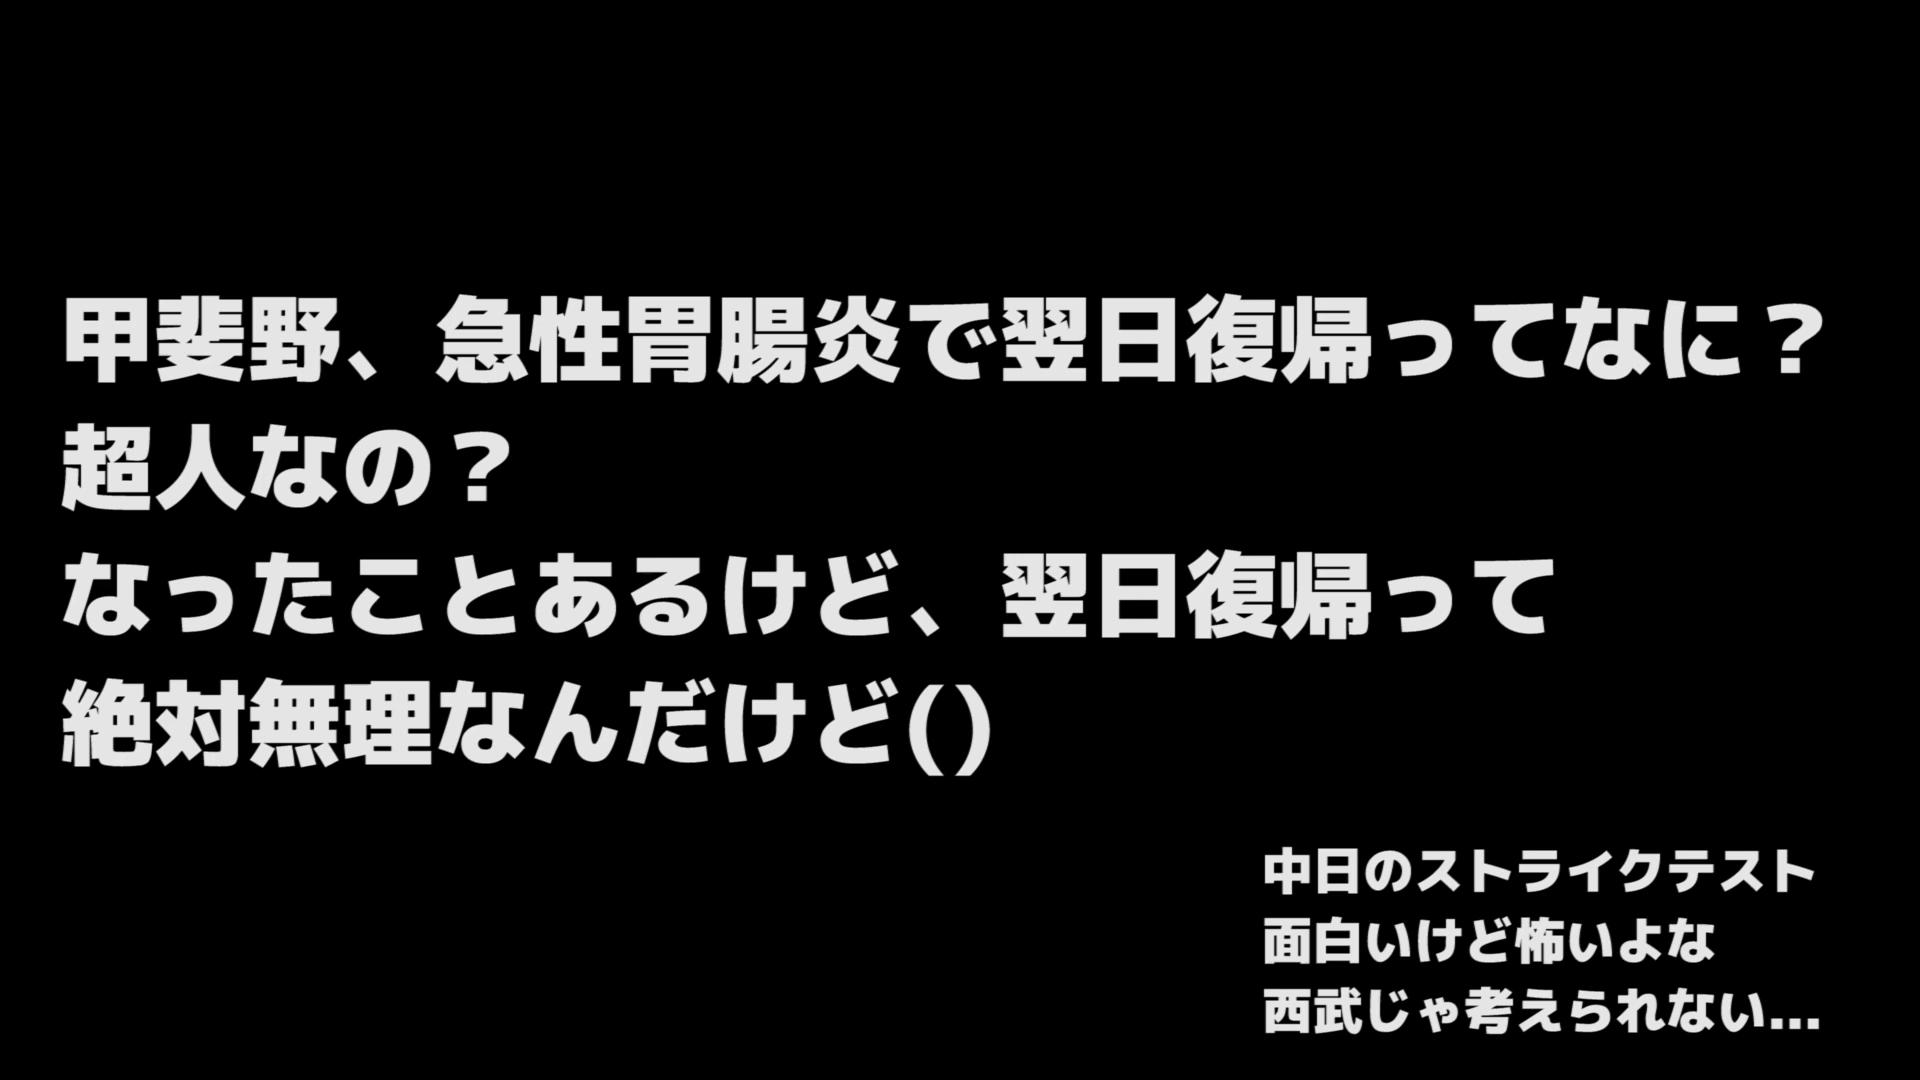 甲斐野、急性胃腸炎で翌日復帰ってなに？
超人なの？
なったことあるけど、翌日復帰って
絶対無理なんだけど()
中日のストライクテスト
面白いけど怖いよな
西武じゃ考えられない...